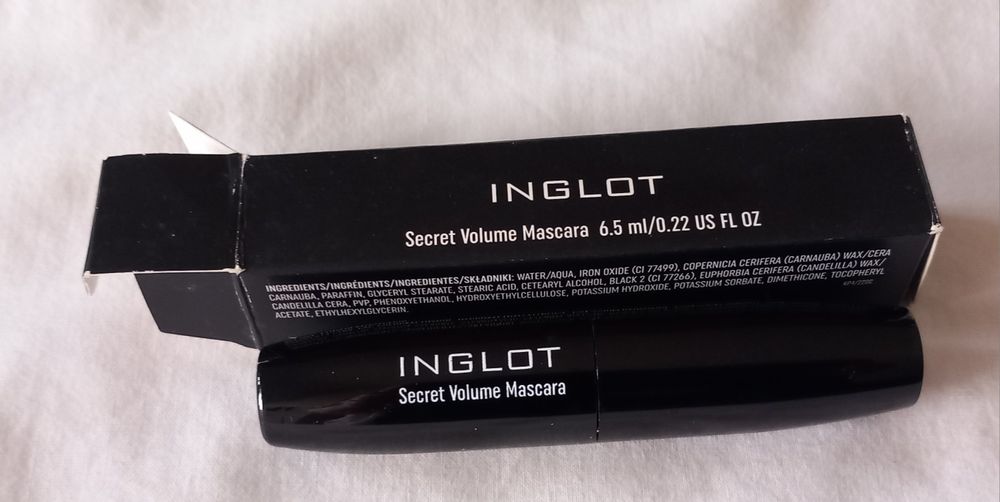 INGLOT
Secret Volume Mascara 6.5 ml/0.22 US FL OZ
INGREDIENTS/INGRÉDIENTS/INGREDIENTES/SKŁADNIKI: WATER/AQUA, IRON OXIDE (CI 77499), COPERNICIA CERIFERA (CARNAUBA) WAX/CERA
CARNAUBA, PARAFFIN, GLYCERYL STEARATE, STEARIC ACID, CETEARYL ALCOHOL, BLACK 2 (CI 77266), EUPHORBIA CERIFERA (CANDELILLA) WAX/
CANDELILLA CERA, PVP, PHENOXYETHANOL, HYDROXYETHYLCELLULOSE, POTASSIUM HYDROXIDE, POTASSIUM SORBATE, DIMETHICONE, TOCOPHERYL
ACETATE, ETHYLHEXYLGLYCERIN.
INGLOT
Secret Volume Mascara